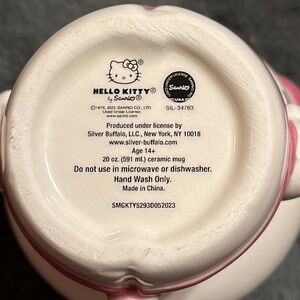 HELLO KITTY®
by Sanrio®
©1976, 2023 SANRIO CO., LTD.
Used Under License.
www.sanrio.com
Sanrio
USA
SIL-34763
Produced under license by
Silver Buffalo, LLC., New York, NY 10018
www.silver-buffalo.com
Age 14+
20 oz. (591 mL) ceramic mug
Do not use in microwave or dishwasher.
Hand Wash Only.
Made in China.
SMGKTY5293D052023